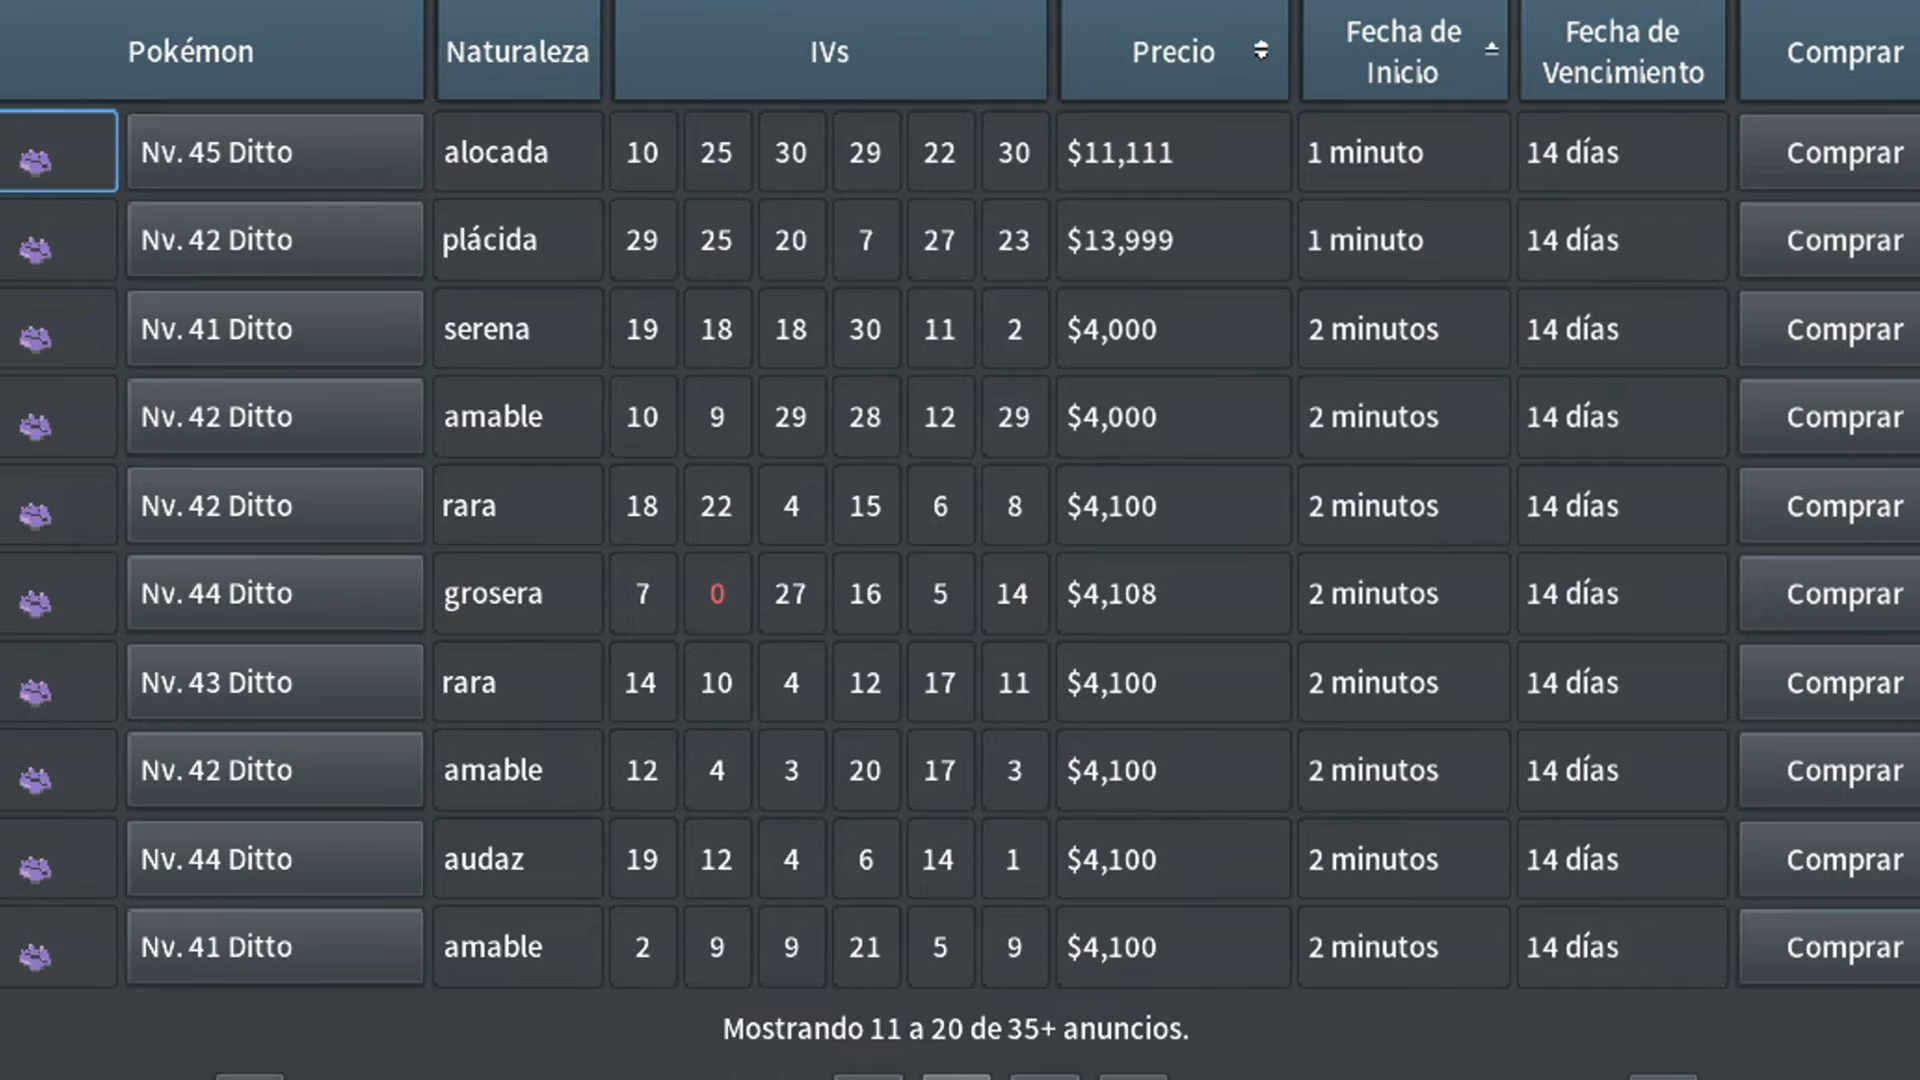 Pokémon Naturaleza IVs Precio Fecha de Inicio Fecha de Vencimiento Comprar
Nv. 45 Ditto alocada 10 25 30 29 22 30 $11,111 1 minuto 14 días Comprar
Nv. 42 Ditto plácida 29 25 20 7 27 23 $13,999 1 minuto 14 días Comprar
Nv. 41 Ditto serena 19 18 18 30 11 2 $4,000 2 minutos 14 días Comprar
Nv. 42 Ditto amable 10 9 29 28 12 29 $4,000 2 minutos 14 días Comprar
Nv. 42 Ditto rara 18 22 4 15 6 8 $4,100 2 minutos 14 días Comprar
Nv. 44 Ditto grosera 7 0 27 16 5 14 $4,108 2 minutos 14 días Comprar
Nv. 43 Ditto rara 14 10 4 12 17 11 $4,100 2 minutos 14 días Comprar
Nv. 42 Ditto amable 12 4 3 20 17 3 $4,100 2 minutos 14 días Comprar
Nv. 44 Ditto audaz 19 12 4 6 14 1 $4,100 2 minutos 14 días Comprar
Nv. 41 Ditto amable 2 9 9 21 5 9 $4,100 2 minutos 14 días Comprar
Mostrando 11 a 20 de 35+ anuncios.